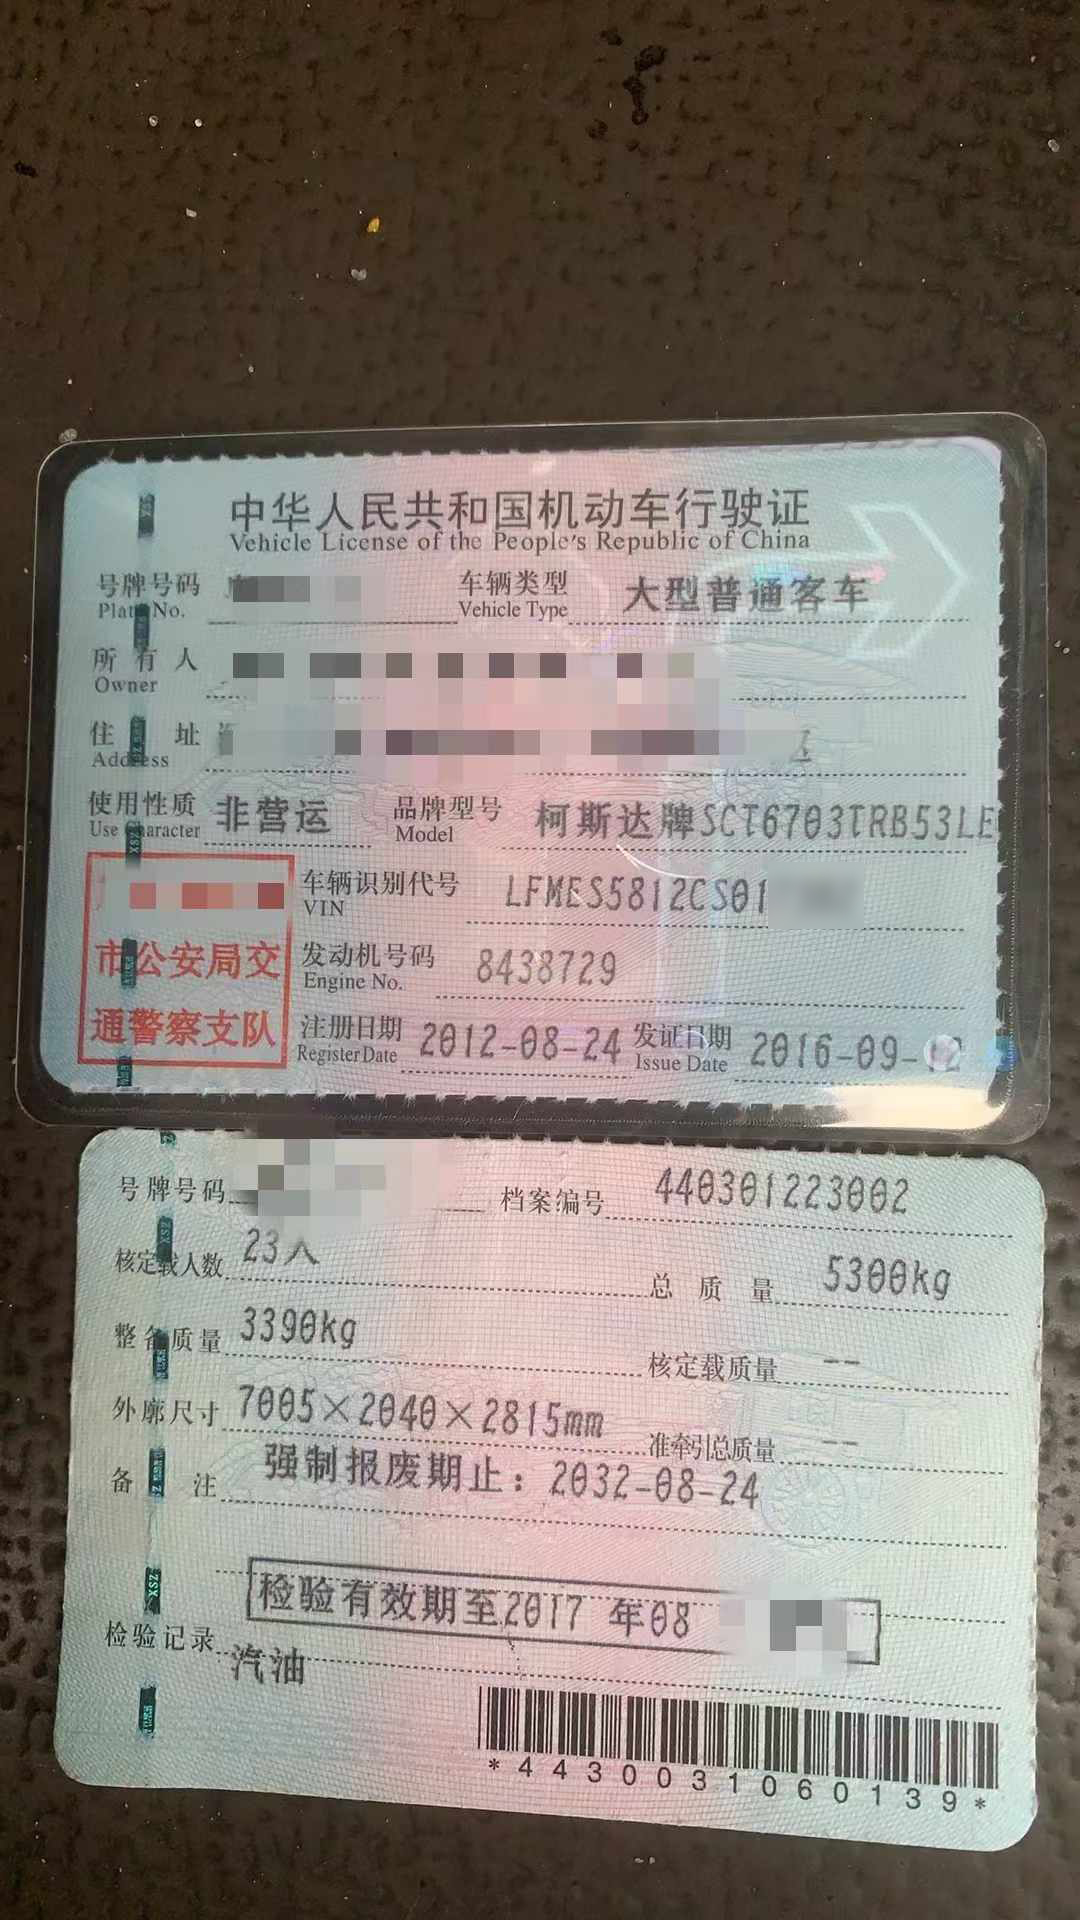 中华人民共和国机动车行驶证
Vehicle License of the People's Republic of China
号牌号码 车辆类型 大型普通客车
Plate No. Vehicle Type
所有人
Owner
住址
Address
使用性质 非营运 品牌型号 柯斯达牌SCT6703TRB53LE
Use Character Model
车辆识别代号 LFMES5812CS01
VIN
市公安局交
通警察支队
发动机号码 8438729
Engine No.
注册日期 2012-08-24 发证日期 2016-09-12
Register Date Issue Date
号牌号码 档案编号 440301223002
核定载人数 23人 总质量 5300kg
整备质量 3390kg 核定载质量 --
外廓尺寸 7005×2040×2815mm 准牵引总质量 --
备注 强制报废期止：2032-08-24
检验有效期至2017 年08
检验记录 汽油
*4430031060139*